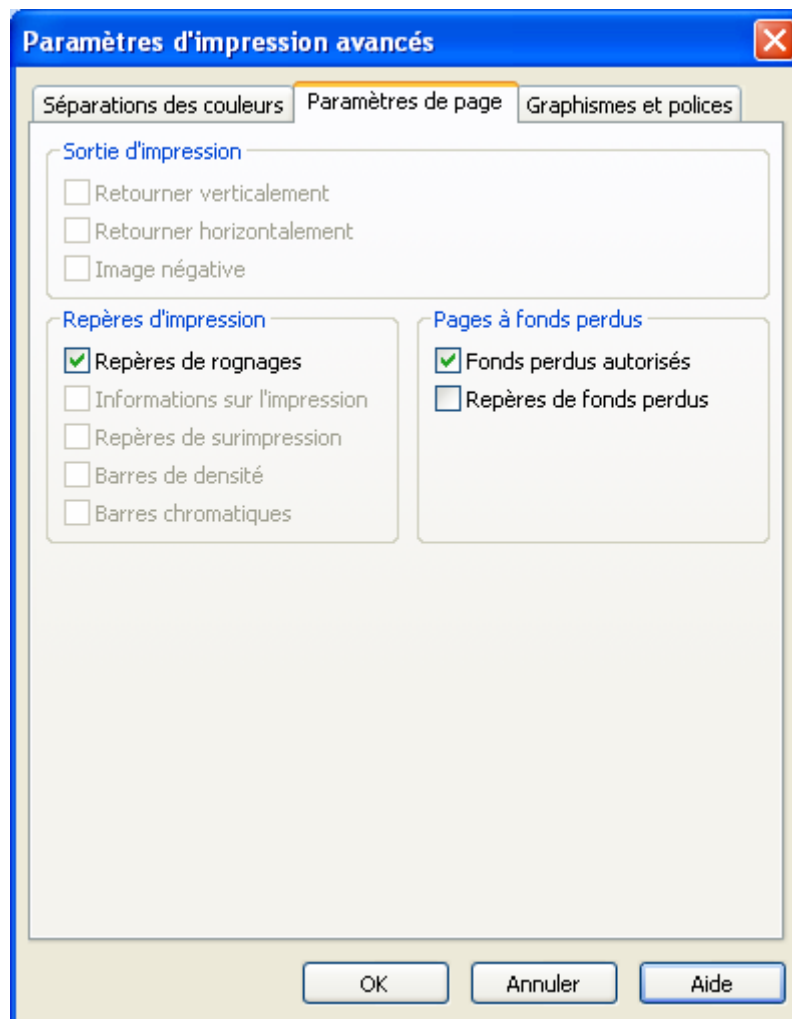 Paramètres d'impression avancés
Séparations des couleurs
Paramètres de page
Graphismes et polices
Sortie d'impression
Retourner verticalement
Retourner horizontalement
Image négative
Repères d'impression
Repères de rognages
Informations sur l'impression
Repères de surimpression
Barres de densité
Barres chromatiques
Pages à fonds perdus
Fonds perdus autorisés
Repères de fonds perdus
OK
Annuler
Aide